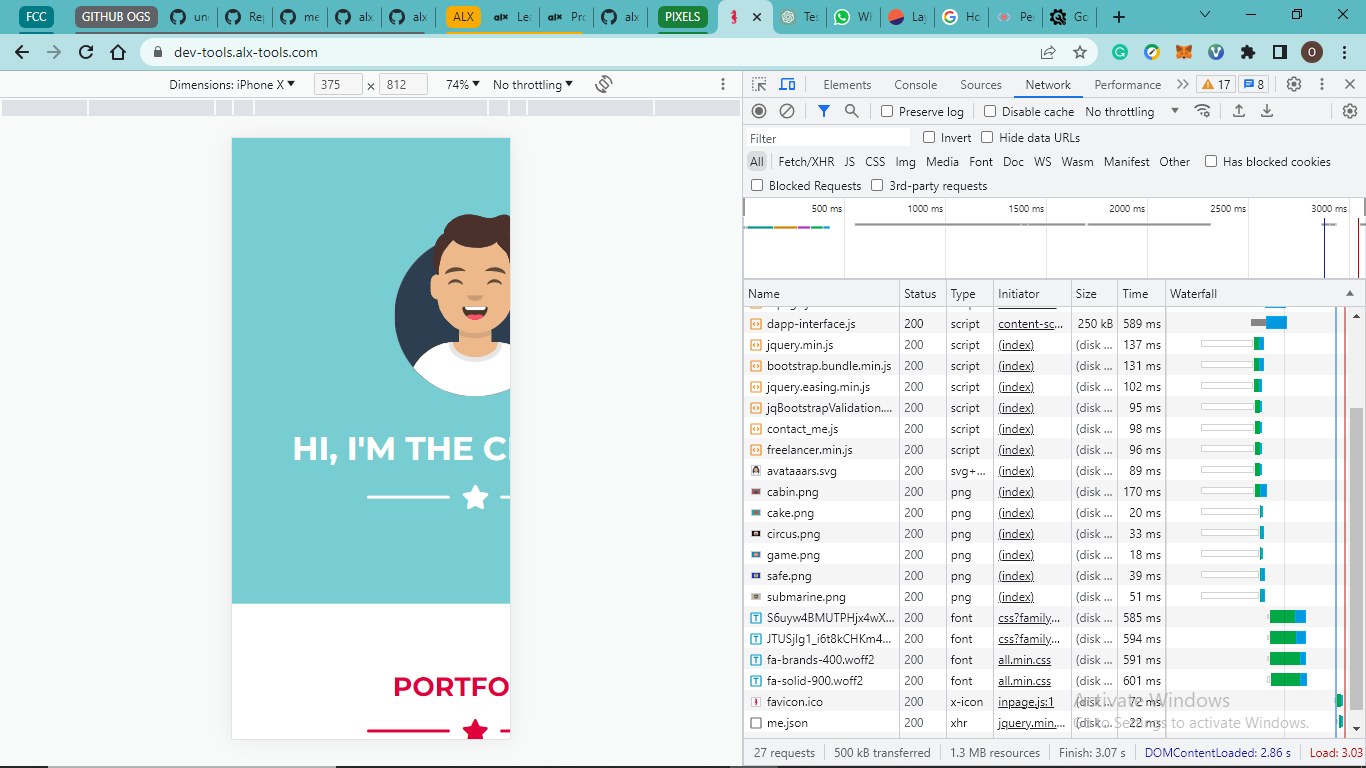 FCC GITHUB OGS un Re me alx alx ALX Le Pro alx PIXELS Tes Wh Lay Ho Pe Go
dev-tools.alx-tools.com O
Dimensions: iPhone X 375 x 812 74% No throttling
Elements Console Sources Network Performance 17 8
Preserve log Disable cache No throttling
Filter Invert Hide data URLs
All Fetch/XHR JS CSS Img Media Font Doc WS Wasm Manifest Other Has blocked cookies
Blocked Requests 3rd-party requests
500 ms 1000 ms 1500 ms 2000 ms 2500 ms 3000 ms
Name Status Type Initiator Size Time Waterfall
dapp-interface.js 200 script content-sc... 250 kB 589 ms
jquery.min.js 200 script (index) (disk ... 137 ms
bootstrap.bundle.min.js 200 script (index) (disk ... 131 ms
jquery.easing.min.js 200 script (index) (disk ... 102 ms
jqBootstrapValidation.... 200 script (index) (disk ... 95 ms
contact_me.js 200 script (index) (disk ... 98 ms
freelancer.min.js 200 script (index) (disk ... 96 ms
avataaars.svg 200 svg+... (index) (disk ... 89 ms
cabin.png 200 png (index) (disk ... 170 ms
cake.png 200 png (index) (disk ... 20 ms
circus.png 200 png (index) (disk ... 33 ms
game.png 200 png (index) (disk ... 18 ms
safe.png 200 png (index) (disk ... 39 ms
submarine.png 200 png (index) (disk ... 51 ms
S6uyw4BMUTPHjx4wX... 200 font css?family... (disk ... 585 ms
JTUSjIg1_i6t8kCHKm4... 200 font css?family... (disk ... 594 ms
fa-brands-400.woff2 200 font all.min.css (disk ... 591 ms
fa-solid-900.woff2 200 font all.min.css (disk ... 601 ms
favicon.ico 200 x-icon inpage.js:1 (disk ... 72 ms
me.json 200 xhr jquery.min.... (disk ... 22 ms
Activate Windows
Go to Settings to activate Windows.
27 requests 500 kB transferred 1.3 MB resources Finish: 3.07 s DOMContentLoaded: 2.86 s Load: 3.03
HI, I'M THE C
PORTFO